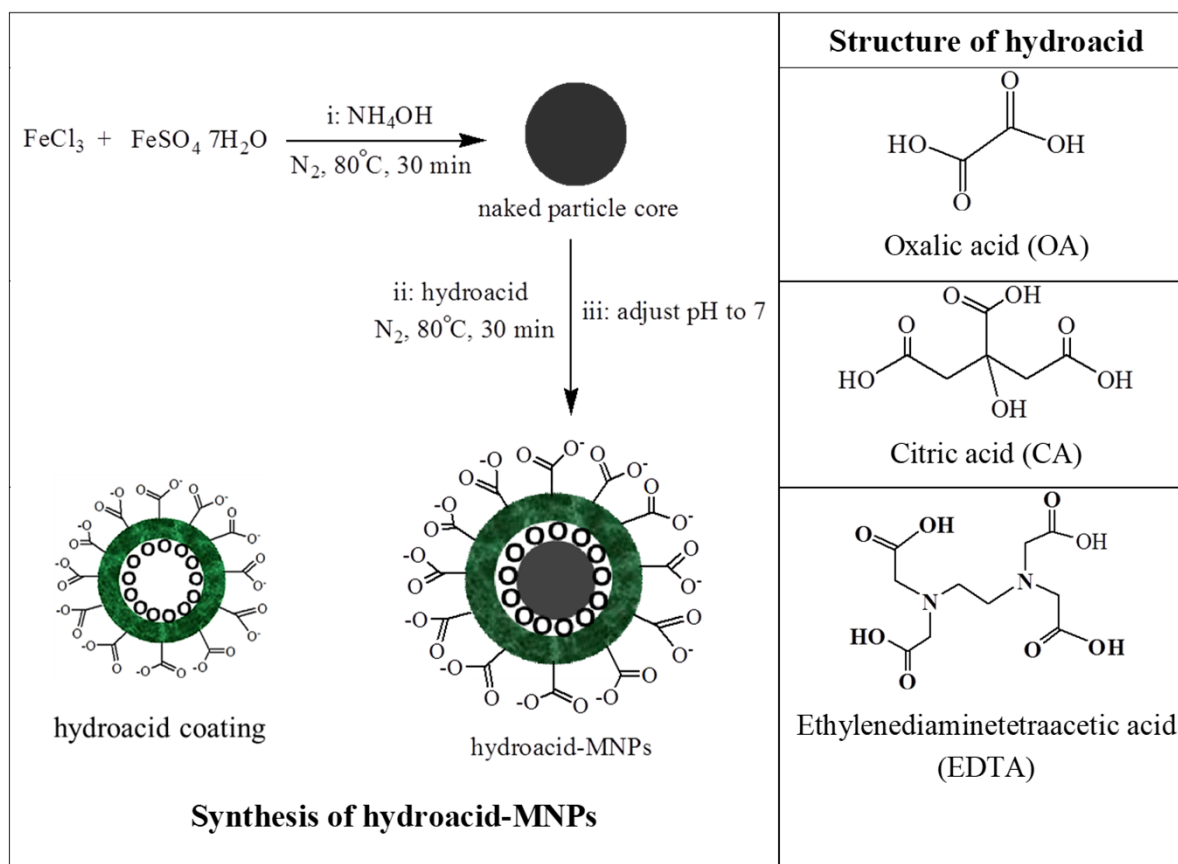 Structure of hydroacid
i: NH₄OH
FeCl₃ + FeSO₄ 7H₂O
N₂, 80°C, 30 min
naked particle core
ii: hydroacid
N₂, 80°C, 30 min
iii: adjust pH to 7
hydroacid coating
hydroacid-MNPs
Synthesis of hydroacid-MNPs
O
HO
OH
O
Oxalic acid (OA)
O
OH
O
O
HO
OH
OH
Citric acid (CA)
OH
O
O
OH
N
N
HO
O
O
OH
Ethylenediaminetetraacetic acid
(EDTA)